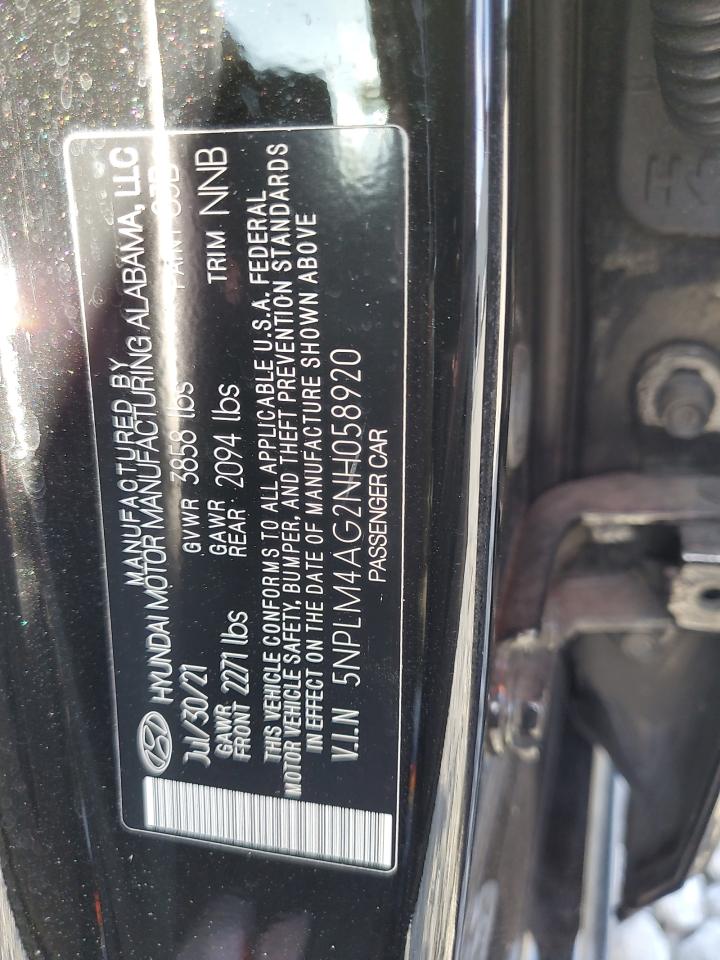 MANUFACTURED BY
HYUNDAI MOTOR MANUFACTURING ALABAMA, LLC
Jul/30/21 GVWR 3858 lbs PAINT
GAWR FRONT 2271 lbs GAWR REAR 2094 lbs TRIM NNB
THIS VEHICLE CONFORMS TO ALL APPLICABLE U.S.A. FEDERAL
MOTOR VEHICLE SAFETY, BUMPER, AND THEFT PREVENTION STANDARDS
IN EFFECT ON THE DATE OF MANUFACTURE SHOWN ABOVE
V.I.N 5NPLM4AG2NH058920
PASSENGER CAR